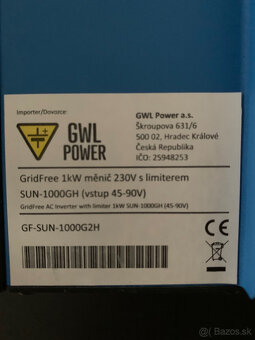 Importer/Dovozce:
GWL
POWER
GWL Power a.s.
Škroupova 631/6
500 02, Hradec Králové
Česká Republika
IČO: 25948253
GridFree 1kW měnič 230V s limiterem
SUN-1000GH (vstup 45-90V)
GridFree AC Inverter with limiter 1kW SUN-1000GH (45-90V)
GF-SUN-1000G2H
CE
© Bazos.sk